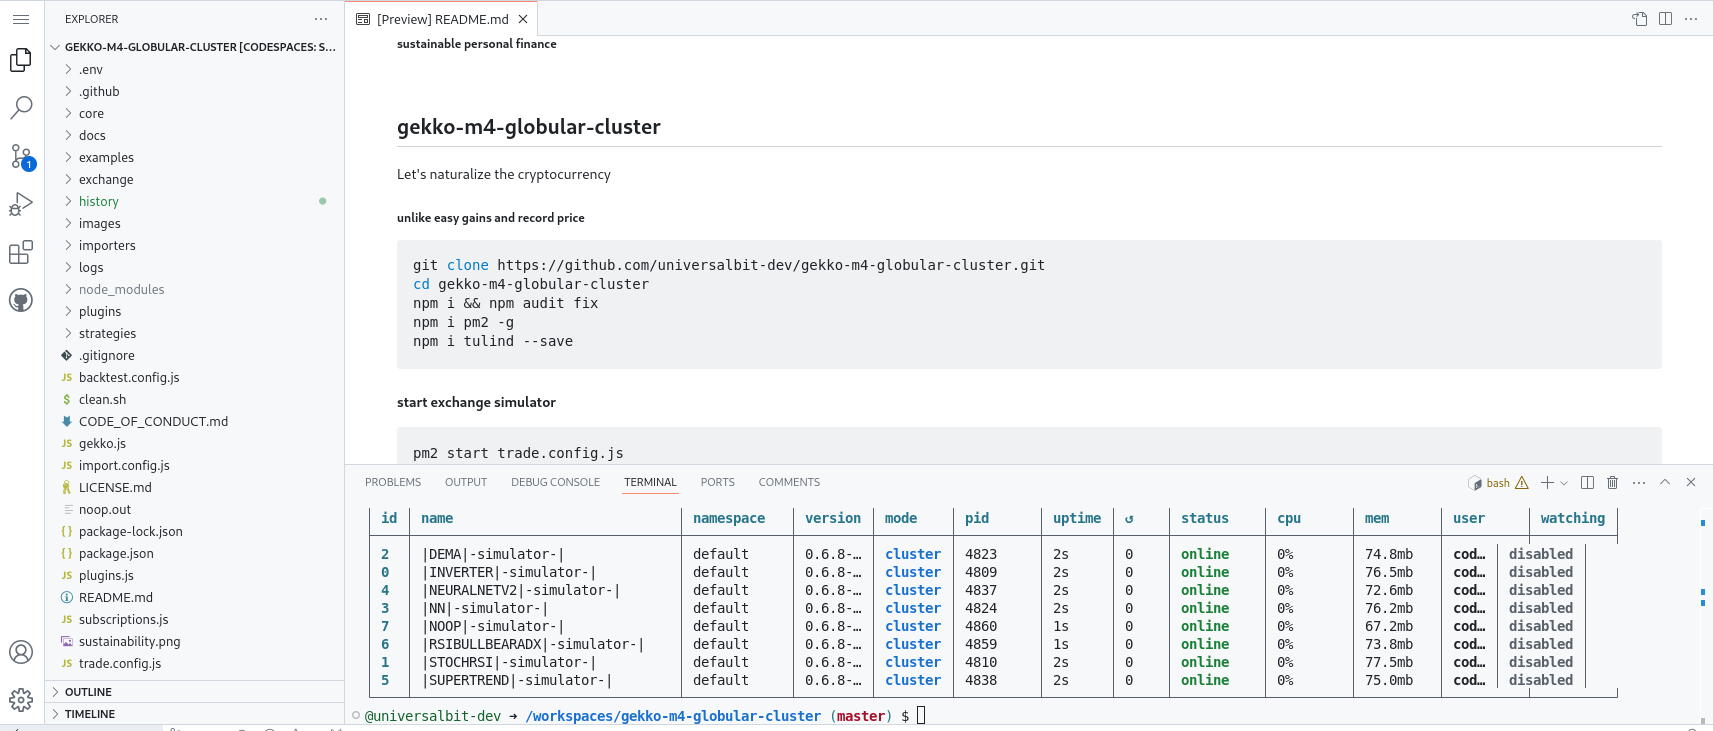 EXPLORER
GEKKO-M4-GLOBULAR-CLUSTER [CODESPACES: S...
.env
.github
core
docs
examples
exchange
history
images
importers
logs
node_modules
plugins
strategies
.gitignore
JS backtest.config.js
$ clean.sh
CODE_OF_CONDUCT.md
JS gekko.js
JS import.config.js
LICENSE.md
noop.out
{} package-lock.json
{} package.json
JS plugins.js
README.md
JS subscriptions.js
sustainability.png
JS trade.config.js
OUTLINE
TIMELINE
1
[Preview] README.md
sustainable personal finance
gekko-m4-globular-cluster
Let's naturalize the cryptocurrency
unlike easy gains and record price
git clone https://github.com/universalbit-dev/gekko-m4-globular-cluster.git
cd gekko-m4-globular-cluster
npm i && npm audit fix
npm i pm2 -g
npm i tulind --save
start exchange simulator
pm2 start trade.config.js
PROBLEMS OUTPUT DEBUG CONSOLE TERMINAL PORTS COMMENTS
bash
│ id │ name │ namespace │ version │ mode │ pid │ uptime │ ↺ │ status │ cpu │ mem │ user │ watching │
│ 2 │ |DEMA|-simulator-| │ default │ 0.6.8-… │ cluster │ 4823 │ 2s │ 0 │ online │ 0% │ 74.8mb │ cod… │ disabled │
│ 0 │ |INVERTER|-simulator-| │ default │ 0.6.8-… │ cluster │ 4809 │ 2s │ 0 │ online │ 0% │ 76.5mb │ cod… │ disabled │
│ 4 │ |NEURALNETV2|-simulator-| │ default │ 0.6.8-… │ cluster │ 4837 │ 2s │ 0 │ online │ 0% │ 72.6mb │ cod… │ disabled │
│ 3 │ |NN|-simulator-| │ default │ 0.6.8-… │ cluster │ 4824 │ 2s │ 0 │ online │ 0% │ 76.2mb │ cod… │ disabled │
│ 7 │ |NOOP|-simulator-| │ default │ 0.6.8-… │ cluster │ 4860 │ 1s │ 0 │ online │ 0% │ 67.2mb │ cod… │ disabled │
│ 6 │ |RSIBULLBEARADX|-simulator-| │ default │ 0.6.8-… │ cluster │ 4859 │ 1s │ 0 │ online │ 0% │ 73.8mb │ cod… │ disabled │
│ 1 │ |STOCHRSI|-simulator-| │ default │ 0.6.8-… │ cluster │ 4810 │ 2s │ 0 │ online │ 0% │ 77.5mb │ cod… │ disabled │
│ 5 │ |SUPERTREND|-simulator-| │ default │ 0.6.8-… │ cluster │ 4838 │ 2s │ 0 │ online │ 0% │ 75.0mb │ cod… │ disabled │
@universalbit-dev ➜ /workspaces/gekko-m4-globular-cluster (master) $